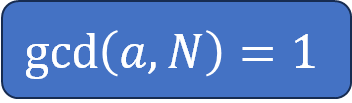 gcd(a, N) = 1